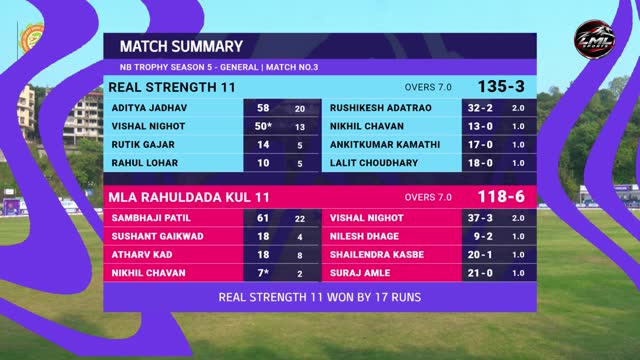 LML
SPORTS
MATCH SUMMARY
NB TROPHY SEASON 5 - GENERAL | MATCH NO.3
REAL STRENGTH 11 OVERS 7.0 135-3
ADITYA JADHAV 58 20 RUSHIKESH ADATRAO 32-2 2.0
VISHAL NIGHOT 50* 13 NIKHIL CHAVAN 13-0 1.0
RUTIK GAJAR 14 5 ANKITKUMAR KAMATHI 17-0 1.0
RAHUL LOHAR 10 5 LALIT CHOUDHARY 18-0 1.0
MLA RAHULDADA KUL 11 OVERS 7.0 118-6
SAMBHAJI PATIL 61 22 VISHAL NIGHOT 37-3 2.0
SUSHANT GAIKWAD 18 4 NILESH DHAGE 9-2 1.0
ATHARV KAD 18 8 SHAILENDRA KASBE 20-1 1.0
NIKHIL CHAVAN 7* 2 SURAJ AMLE 21-0 1.0
REAL STRENGTH 11 WON BY 17 RUNS